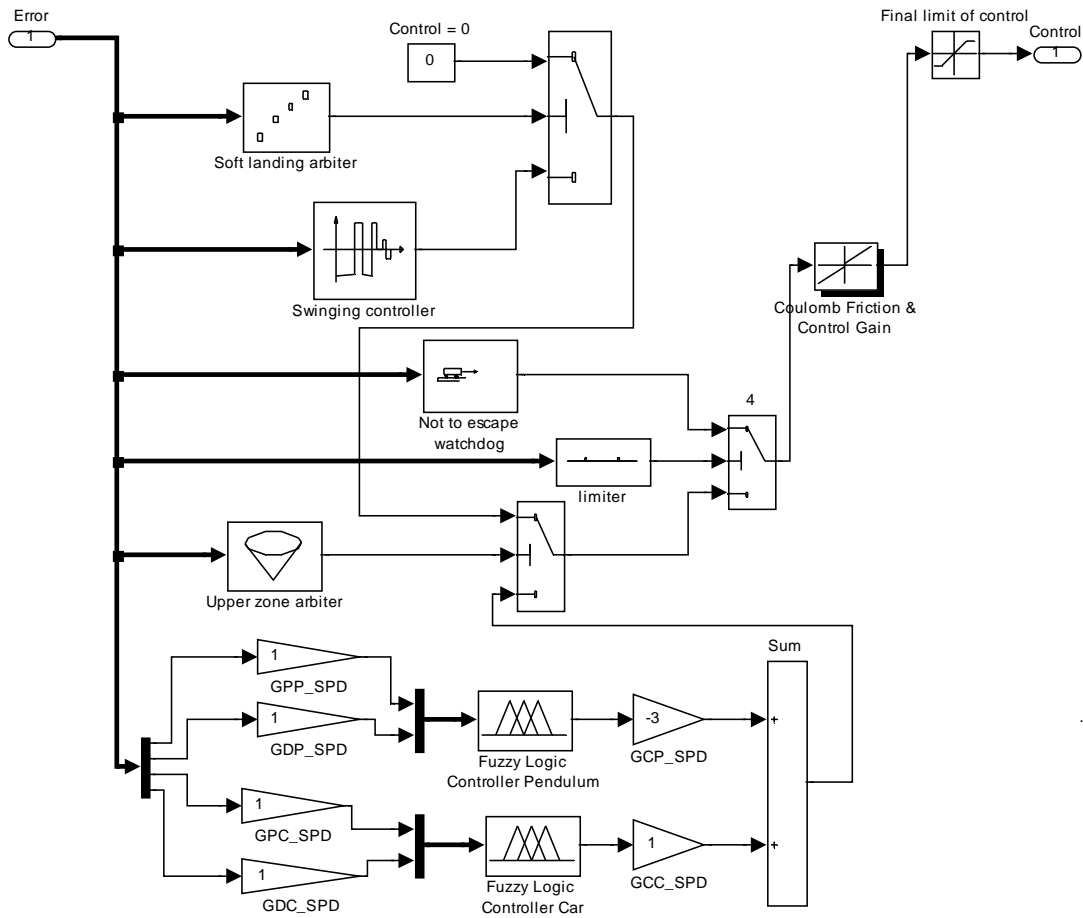 Error
1
Control = 0
0
Final limit of control
Control
1
Soft landing arbiter
Swinging controller
Coulomb Friction &
Control Gain
Not to escape
watchdog
4
limiter
Upper zone arbiter
Sum
1
GPP_SPD
1
GDP_SPD
Fuzzy Logic
Controller Pendulum
-3
GCP_SPD
+
.
1
GPC_SPD
1
GDC_SPD
Fuzzy Logic
Controller Car
1
GCC_SPD
+